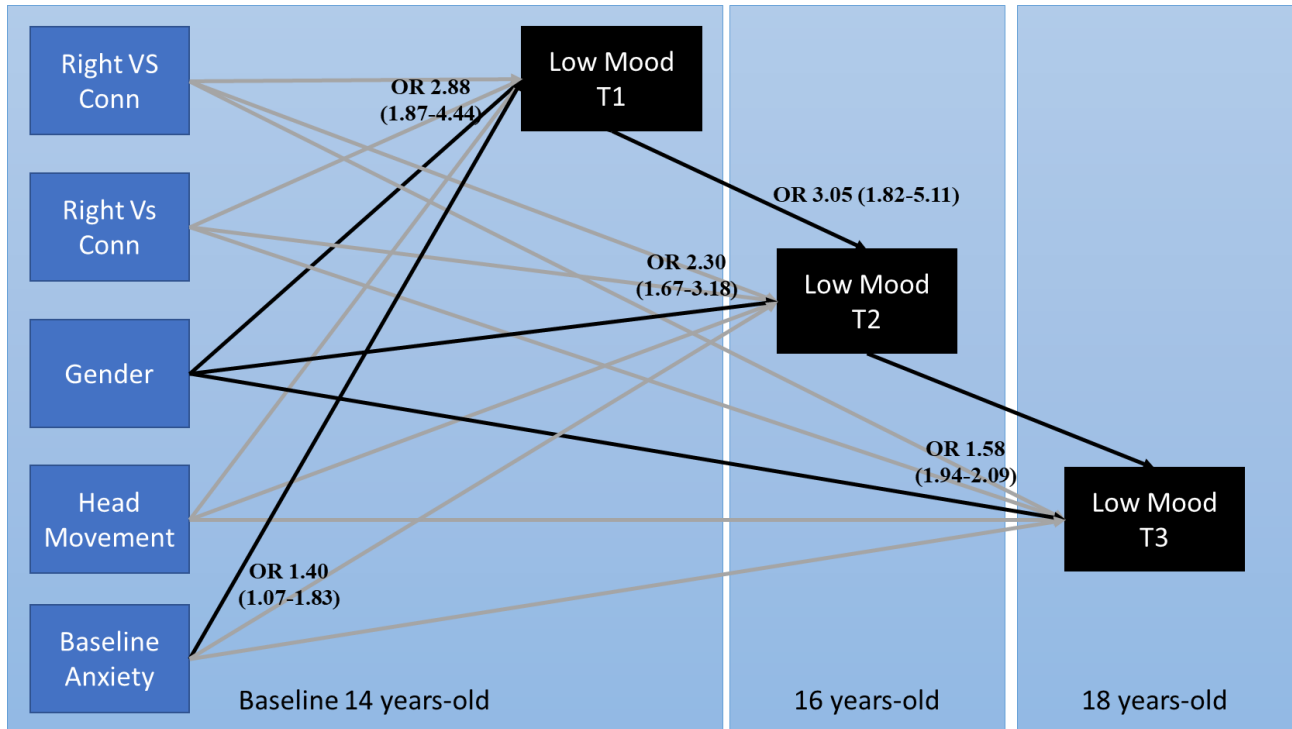 Right VS
Conn
Low Mood
T1
OR 2.88
(1.87-4.44)
Right Vs
Conn
OR 3.05 (1.82-5.11)
OR 2.30
(1.67-3.18)
Low Mood
T2
Gender
OR 1.58
(1.94-2.09)
Head
Movement
Low Mood
T3
OR 1.40
(1.07-1.83)
Baseline
Anxiety
Baseline 14 years-old
16 years-old
18 years-old